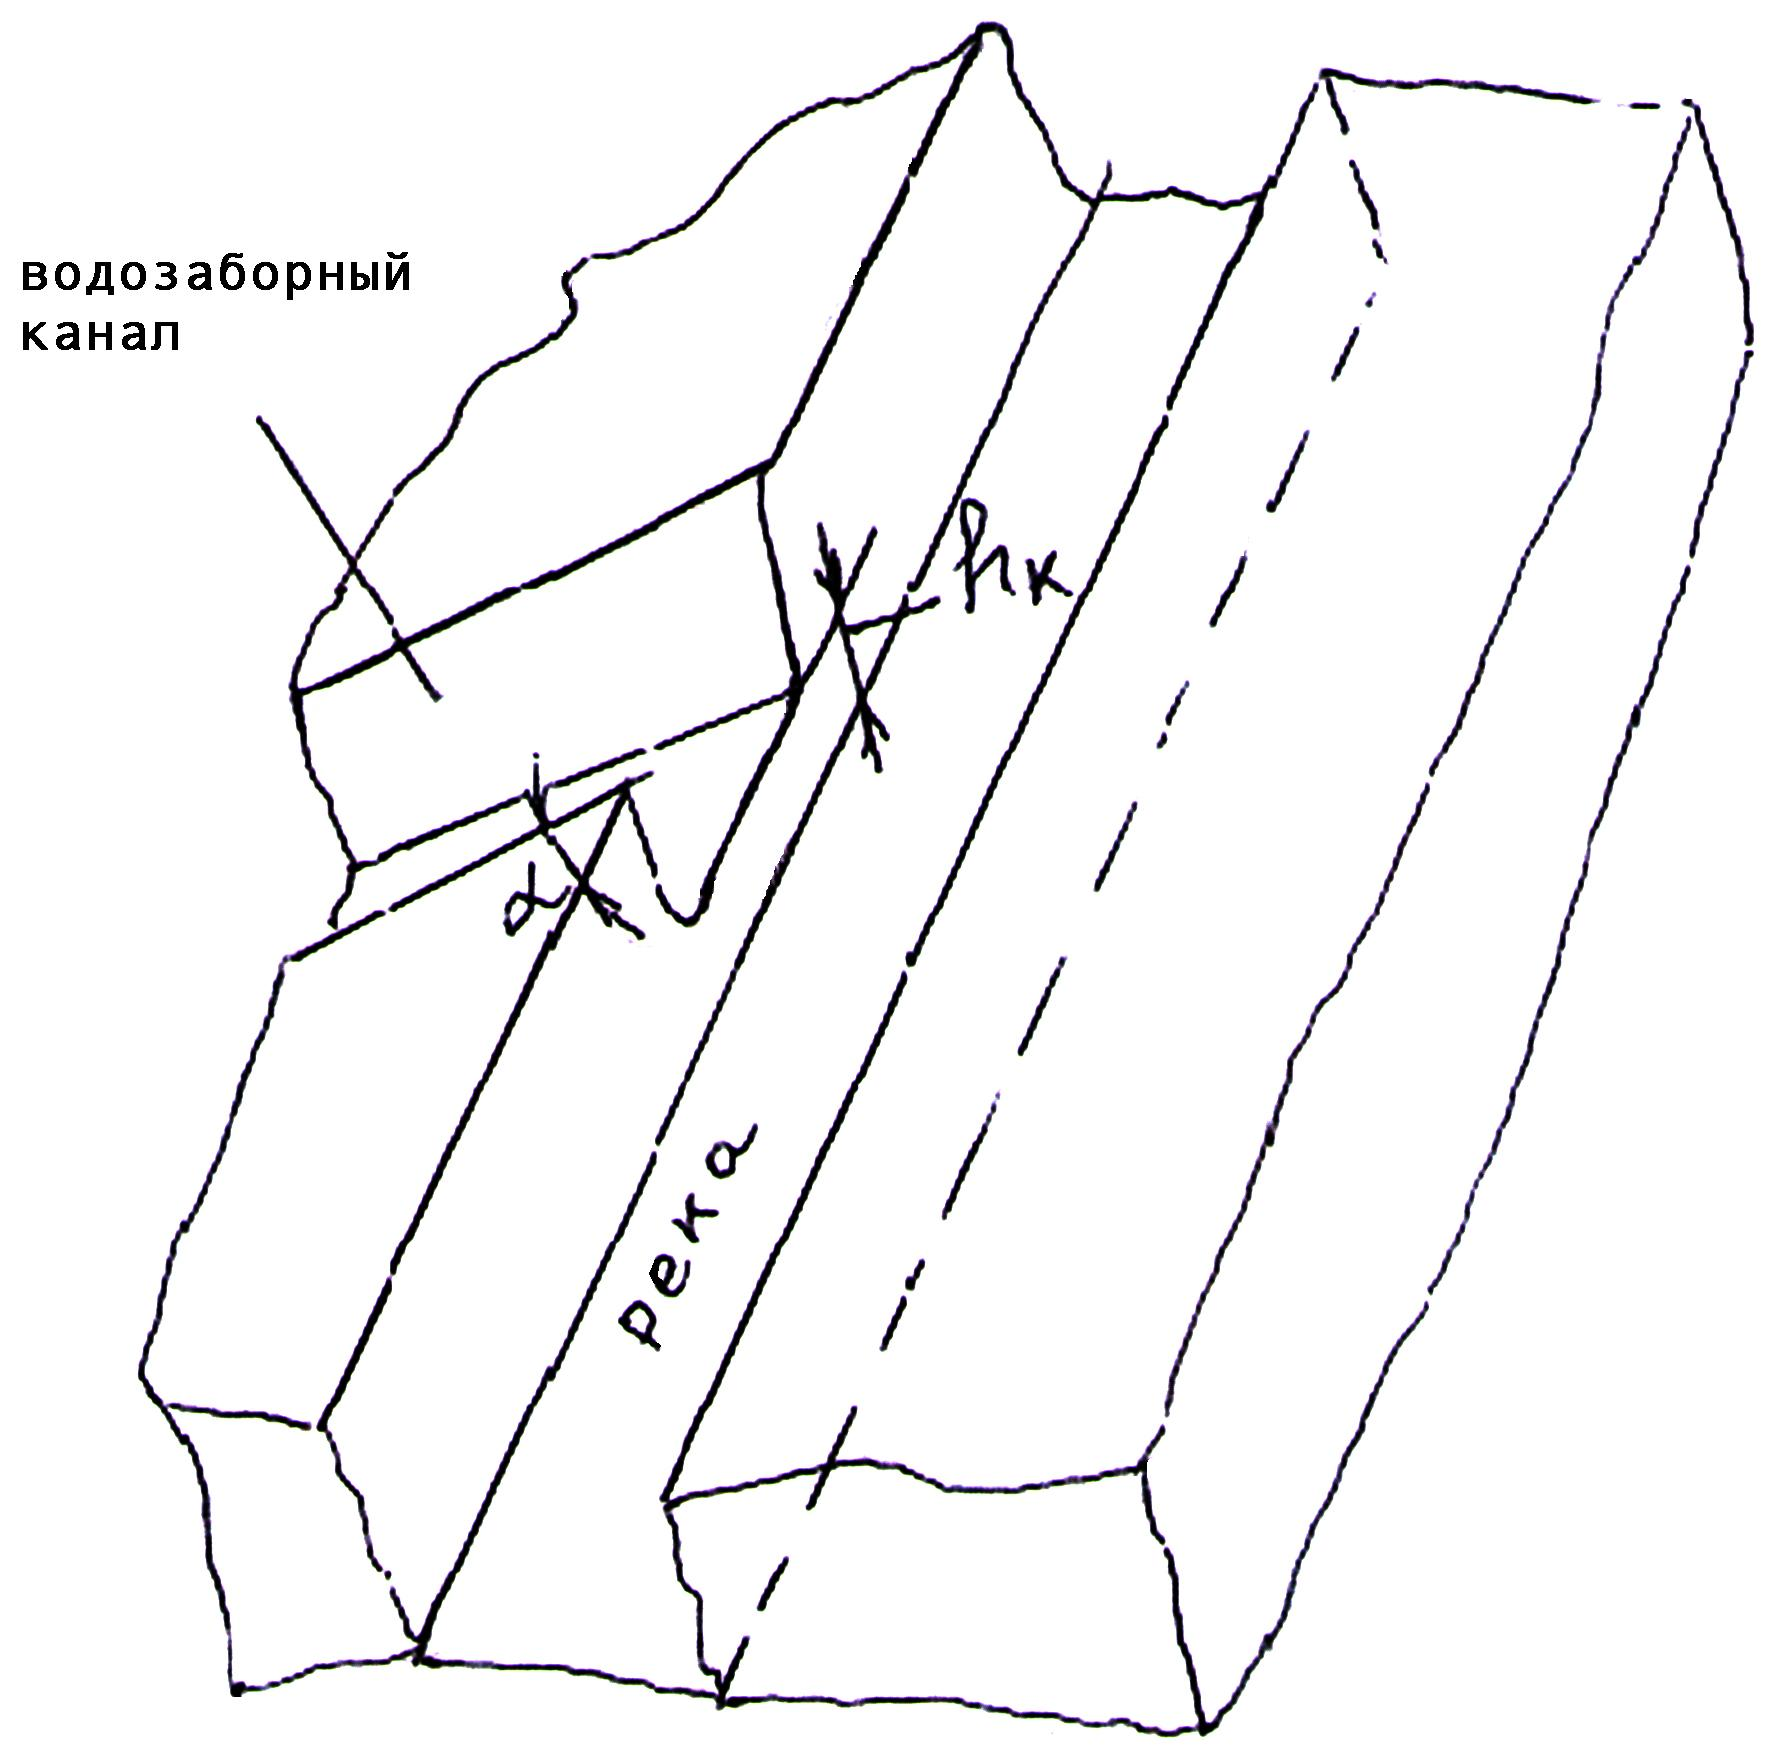 водозаборный
канал
hк
α
река